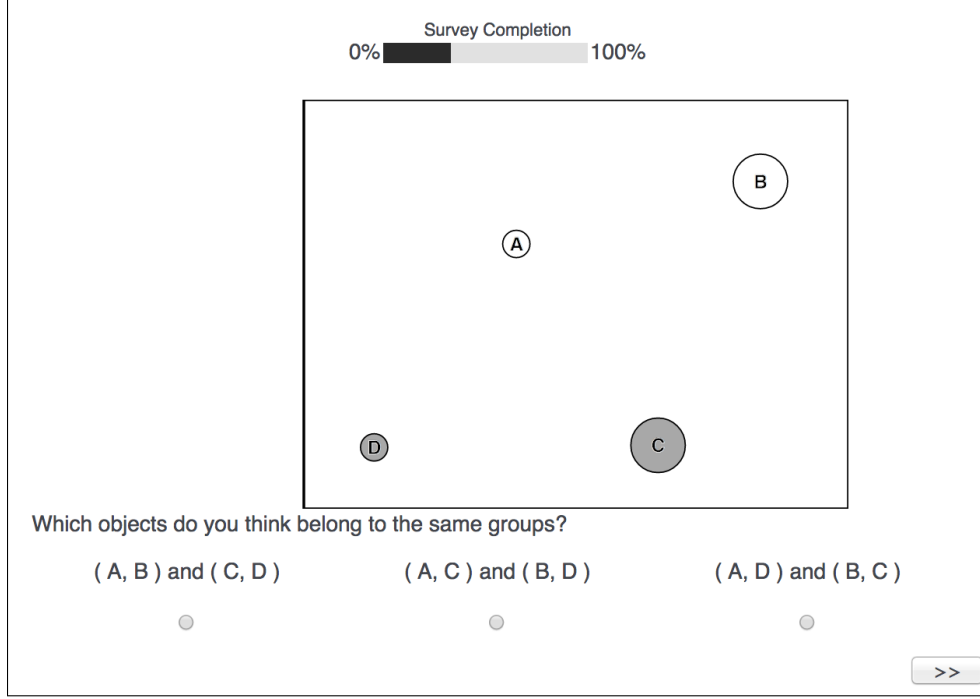 Survey Completion
0% 100%
B
A
D
C
Which objects do you think belong to the same groups?
( A, B ) and ( C, D ) ( A, C ) and ( B, D ) ( A, D ) and ( B, C )
>>